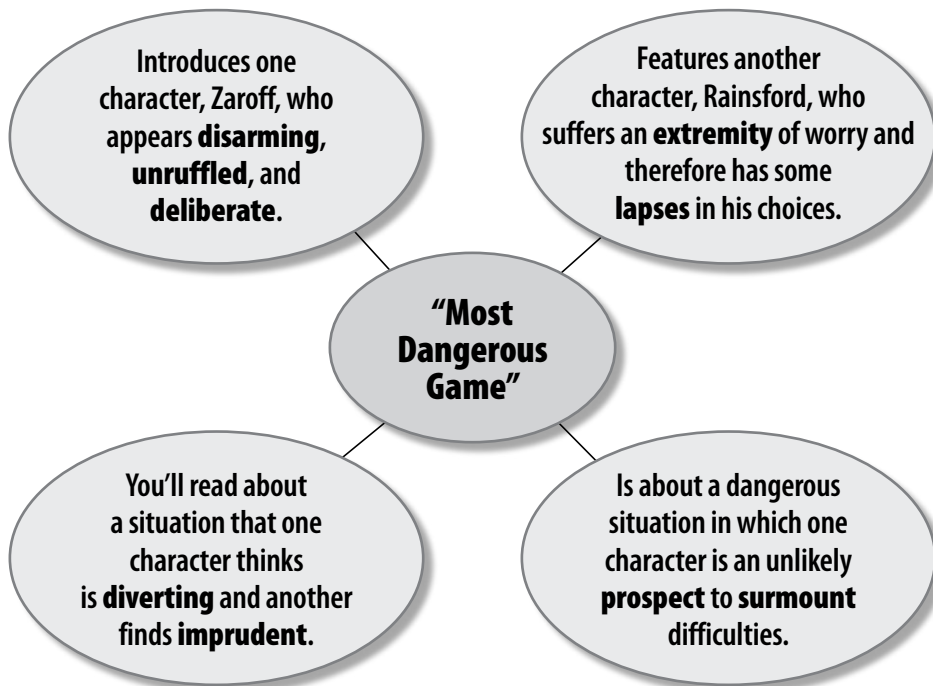 Introduces one
character, Zaroff, who
appears disarming,
unruffled, and
deliberate.
Features another
character, Rainsford, who
suffers an extremity of worry and
therefore has some
lapses in his choices.
“Most
Dangerous
Game”
You’ll read about
a situation that one
character thinks
is diverting and another
finds imprudent.
Is about a dangerous
situation in which one
character is an unlikely
prospect to surmount
difficulties.